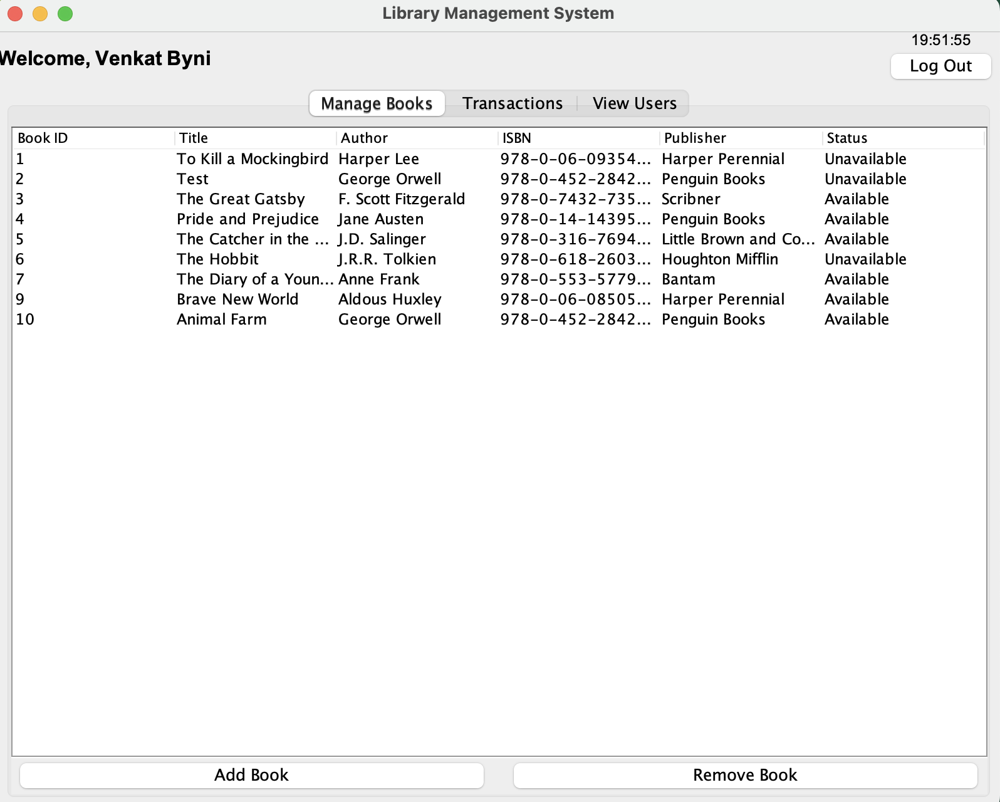 Library Management System
19:51:55
Welcome, Venkat Byni
Log Out
Manage Books Transactions View Users
Book ID Title Author ISBN Publisher Status
1 To Kill a Mockingbird Harper Lee 978-0-06-09354... Harper Perennial Unavailable
2 Test George Orwell 978-0-452-2842... Penguin Books Unavailable
3 The Great Gatsby F. Scott Fitzgerald 978-0-7432-735... Scribner Available
4 Pride and Prejudice Jane Austen 978-0-14-14395... Penguin Books Available
5 The Catcher in the ... J.D. Salinger 978-0-316-7694... Little Brown and Co... Available
6 The Hobbit J.R.R. Tolkien 978-0-618-2603... Houghton Mifflin Unavailable
7 The Diary of a Youn... Anne Frank 978-0-553-5779... Bantam Available
9 Brave New World Aldous Huxley 978-0-06-08505... Harper Perennial Available
10 Animal Farm George Orwell 978-0-452-2842... Penguin Books Available
Add Book Remove Book